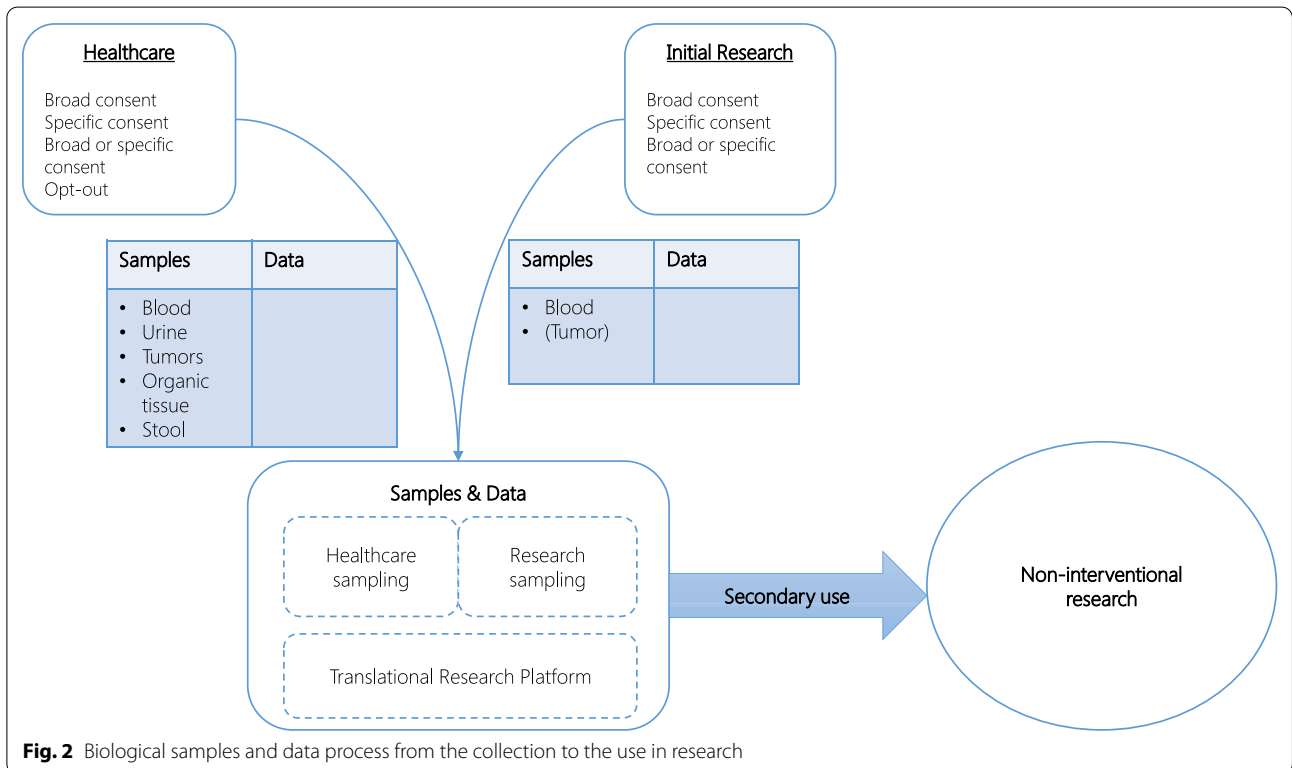 Healthcare
Broad consent
Specific consent
Broad or specific
consent
Opt-out
Initial Research
Broad consent
Specific consent
Broad or specific
consent
Samples
Data
• Blood
• Urine
• Tumors
• Organic
tissue
• Stool
Samples
Data
• Blood
• (Tumor)
Samples & Data
Healthcare
sampling
Research
sampling
Translational Research Platform
Secondary use
Non-interventional
research
Fig. 2 Biological samples and data process from the collection to the use in research